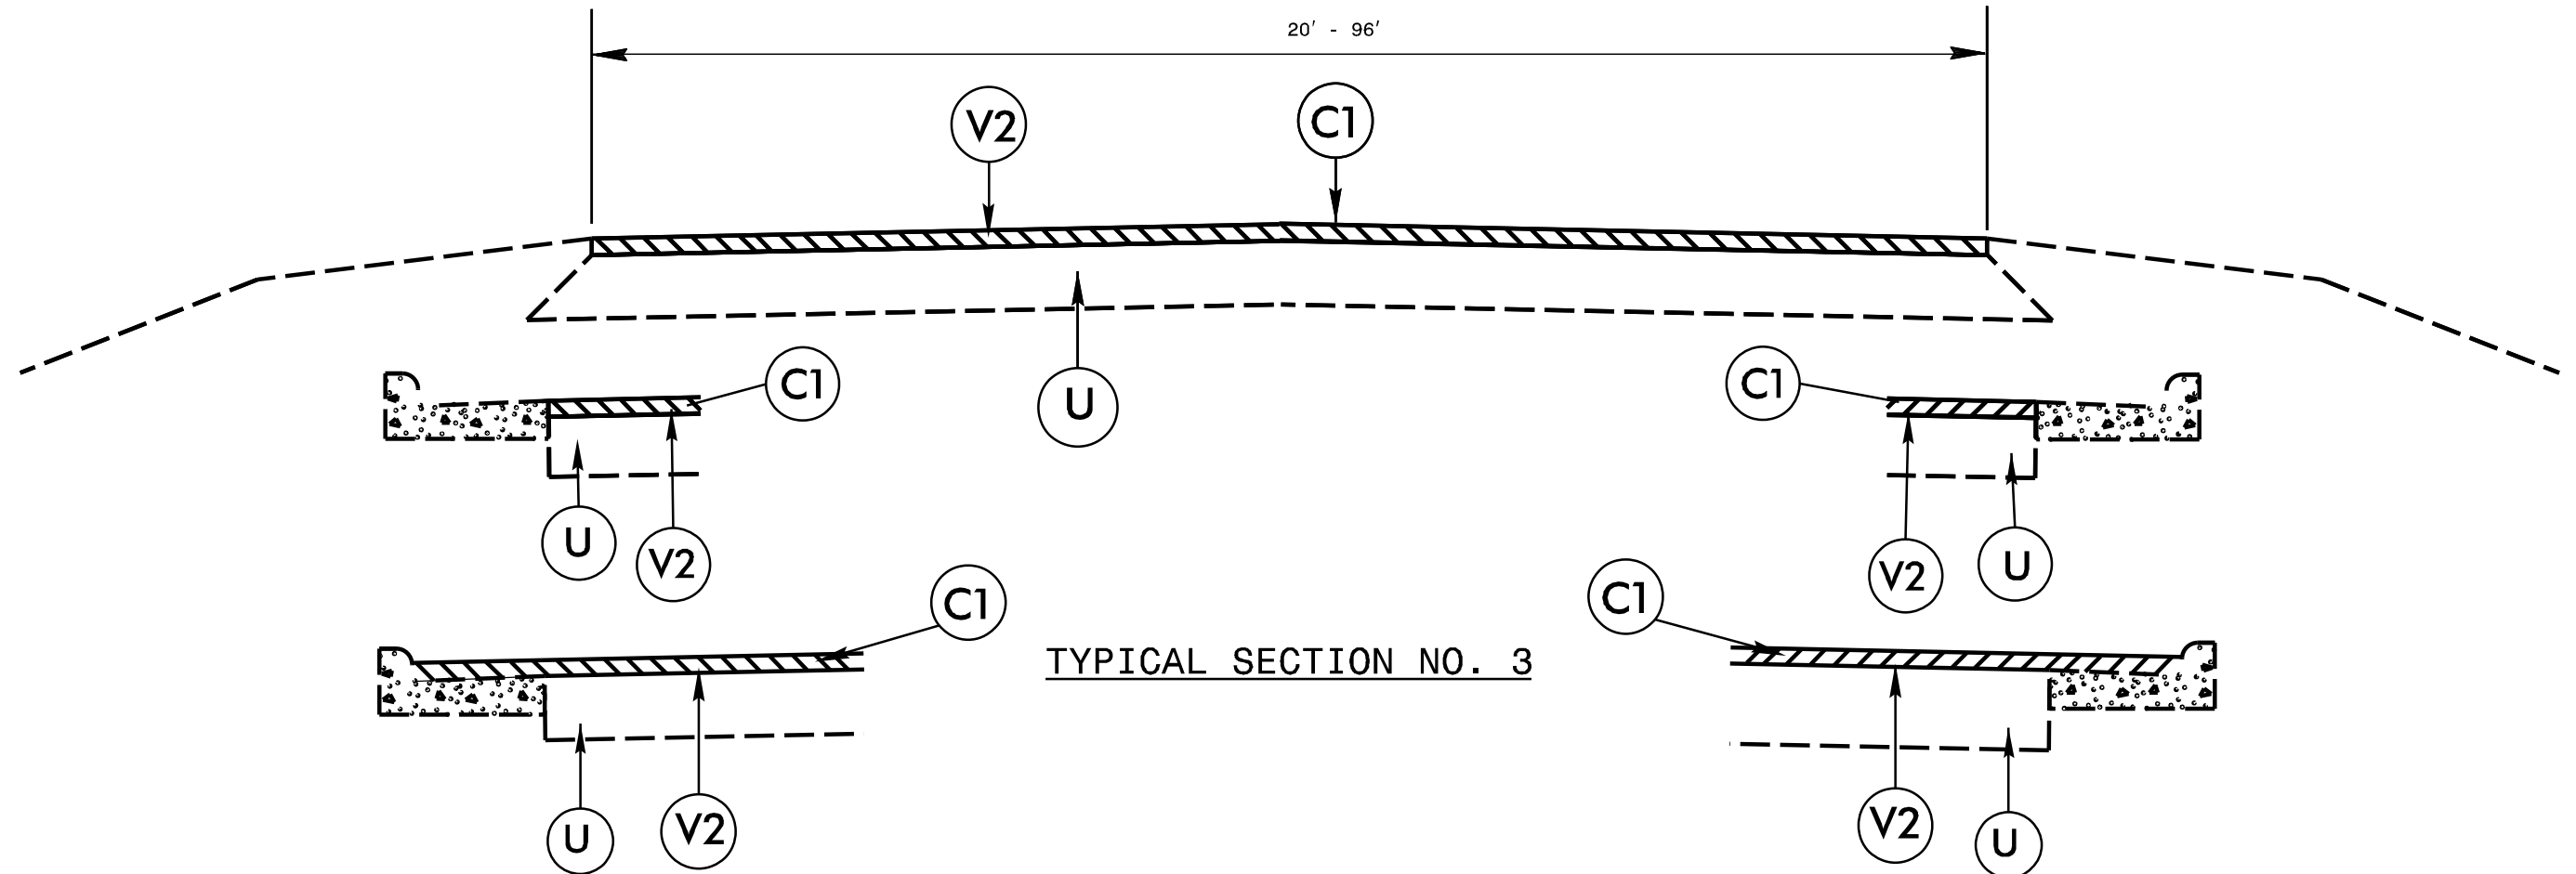 20' - 96'
V2
C1
C1
U
C1
U
V2
V2
U
C1
C1
TYPICAL SECTION NO. 3
U
V2
V2
U